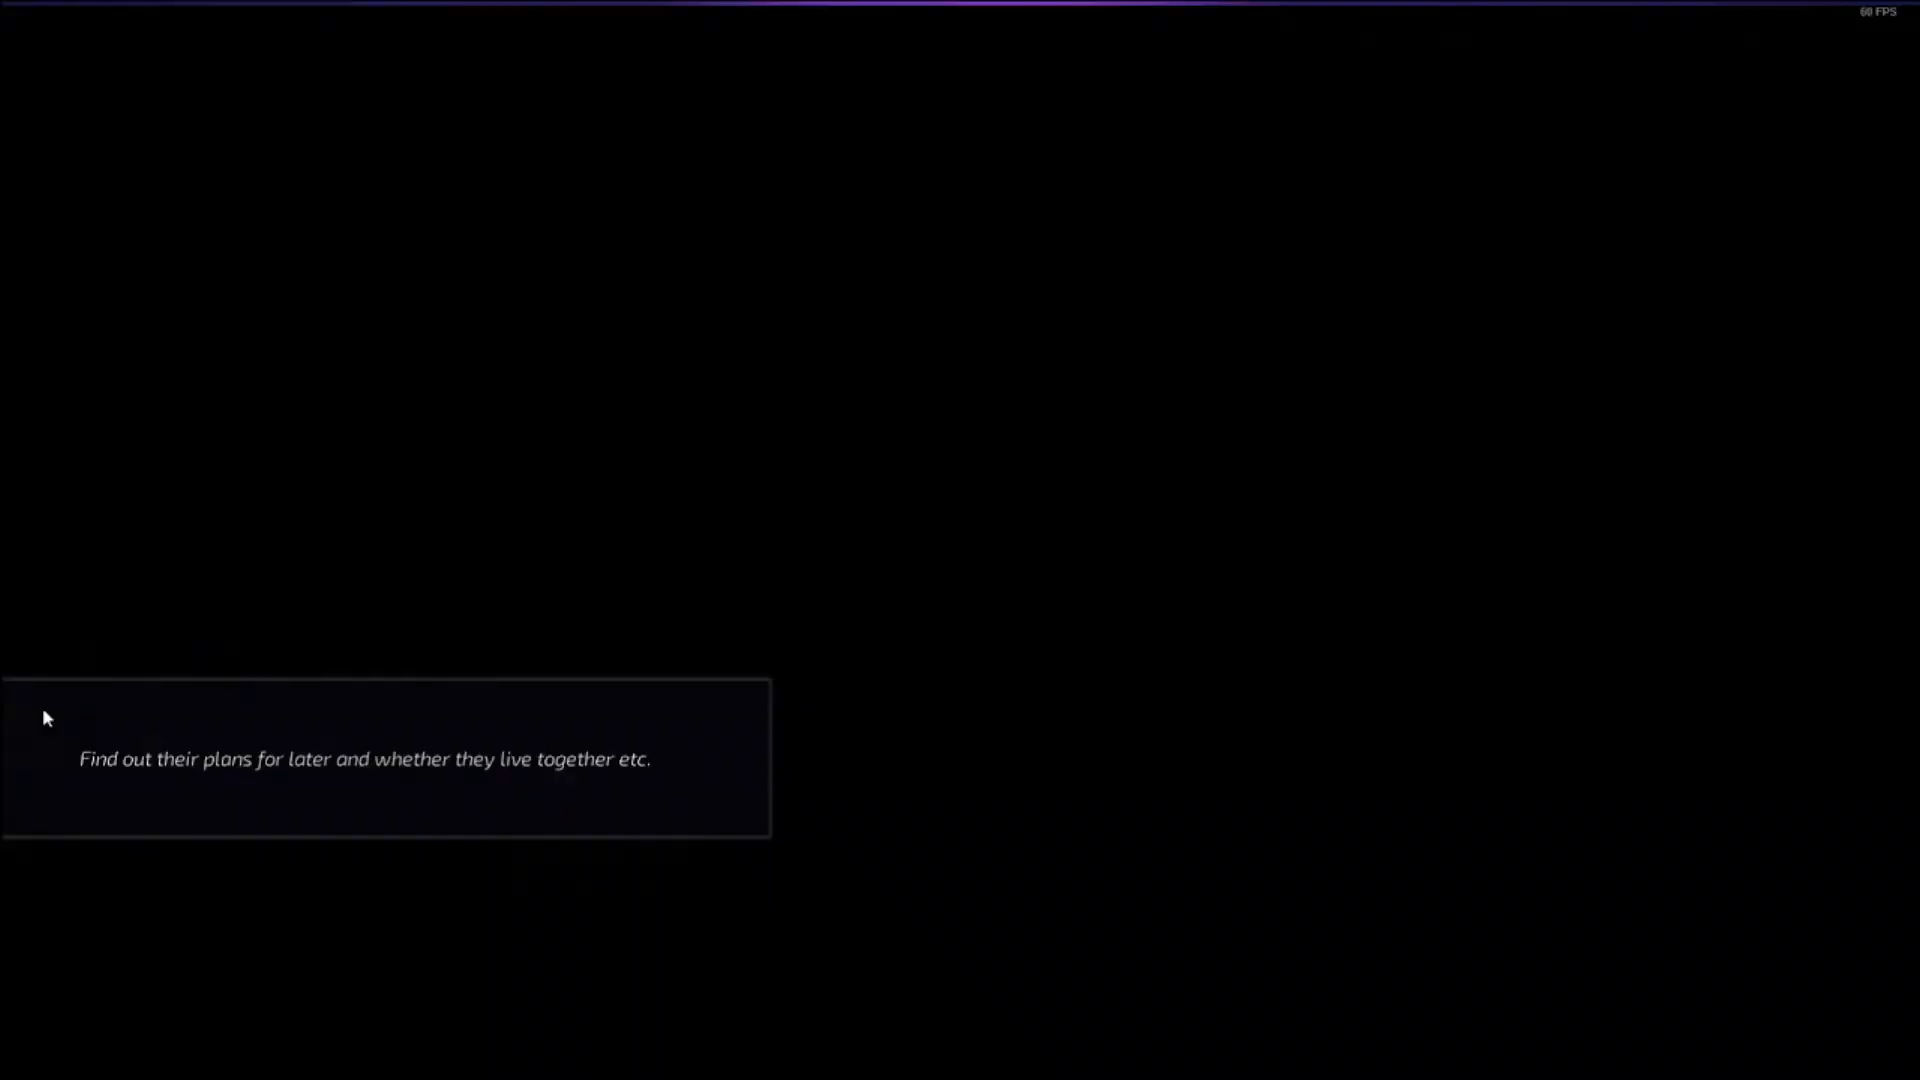 60 FPS
Find out their plans for later and whether they live together etc.